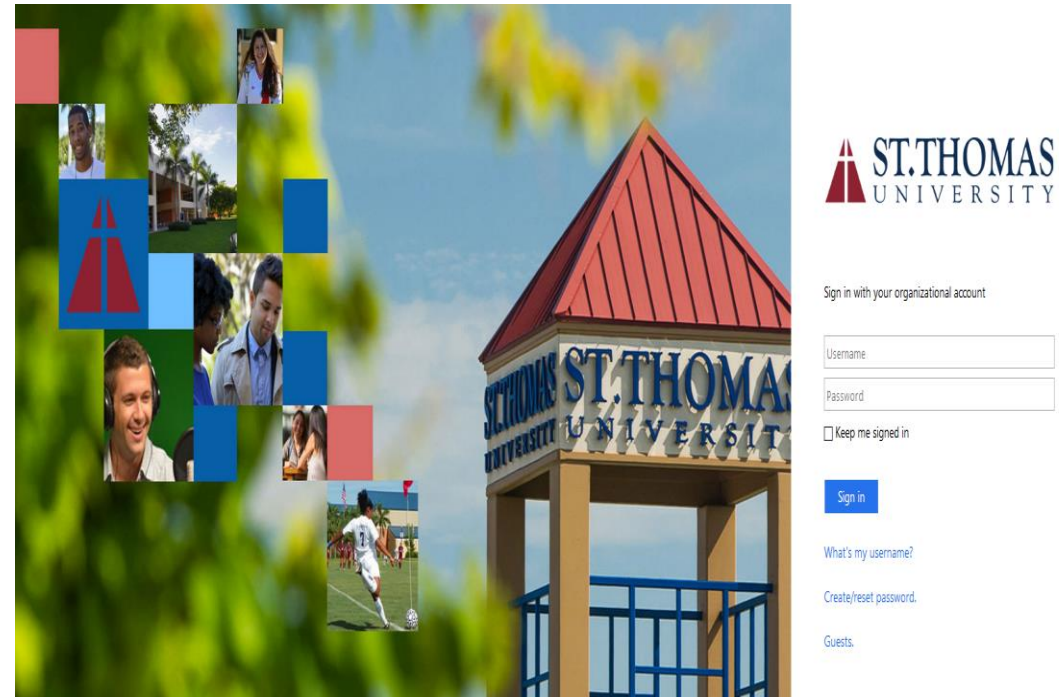 ST.THOMAS
UNIVERSITY
Sign in with your organizational account
Username
Password
Keep me signed in
Sign in
What's my username?
Create/reset password.
Guests.
ST.THOMAS
UNIVERSITY
ST.THOMAS
UNIVERSITY
7